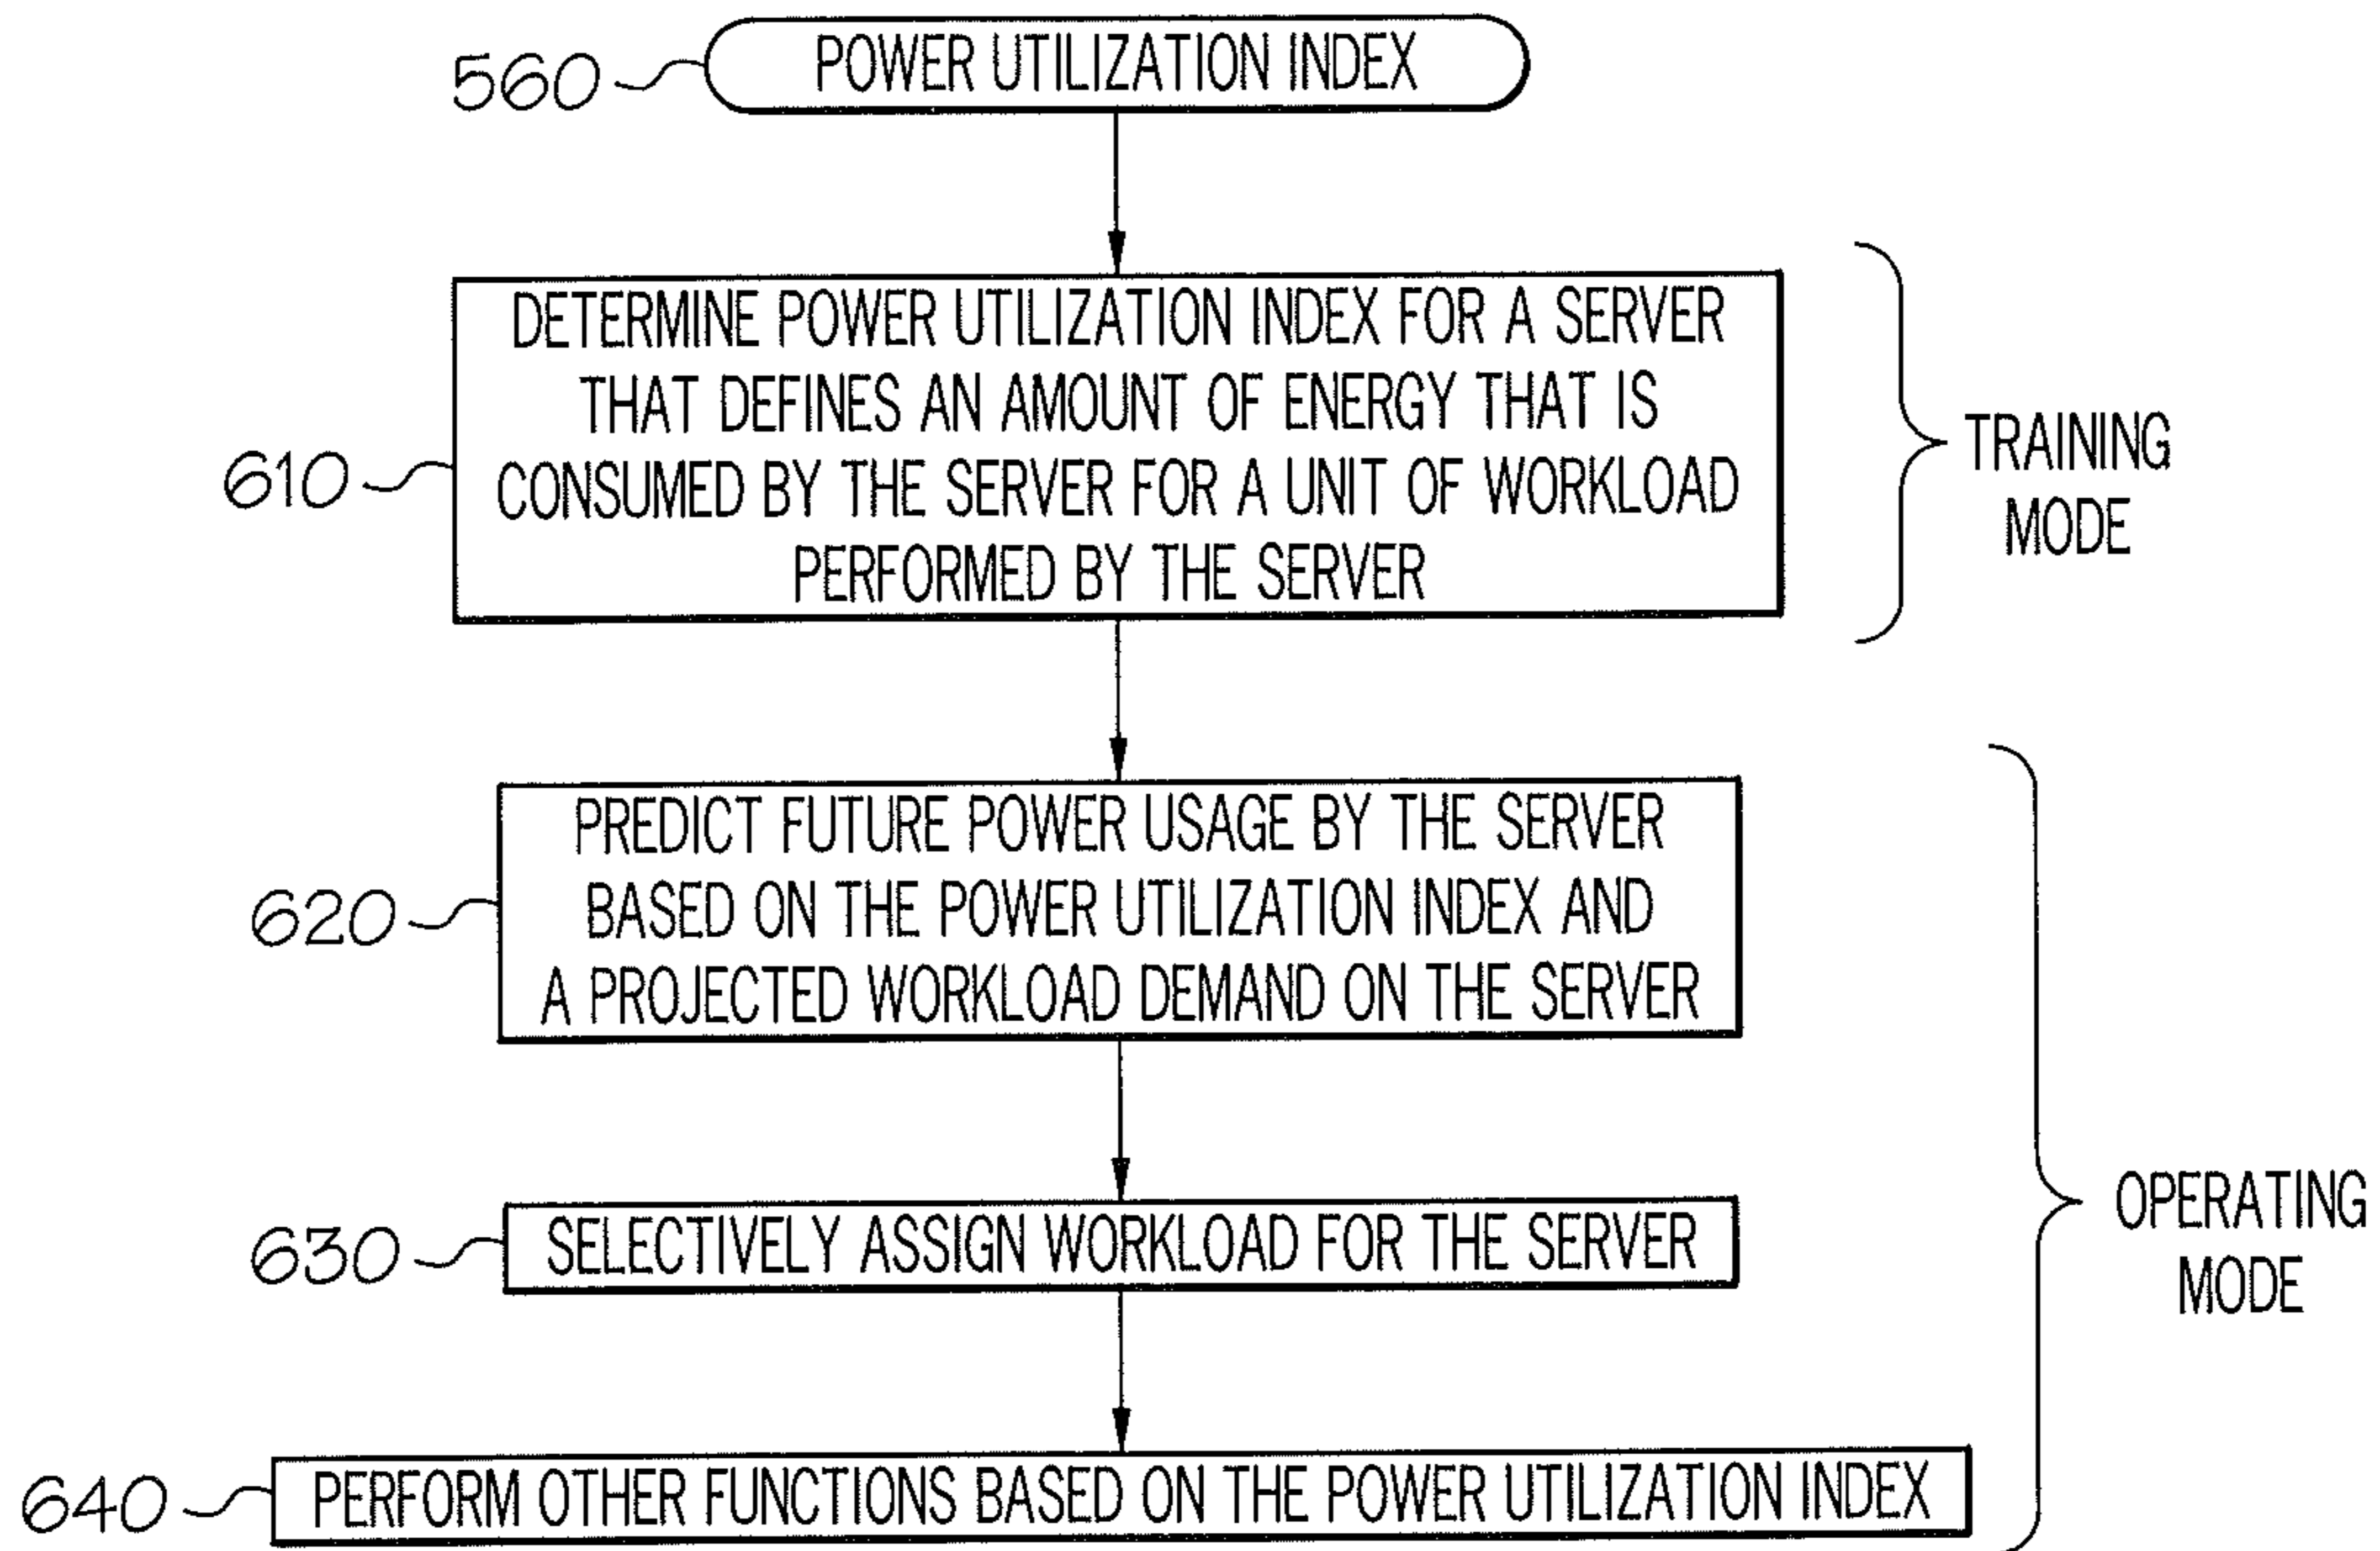 560
POWER UTILIZATION INDEX
610
DETERMINE POWER UTILIZATION INDEX FOR A SERVER
THAT DEFINES AN AMOUNT OF ENERGY THAT IS
CONSUMED BY THE SERVER FOR A UNIT OF WORKLOAD
PERFORMED BY THE SERVER
TRAINING
MODE
620
PREDICT FUTURE POWER USAGE BY THE SERVER
BASED ON THE POWER UTILIZATION INDEX AND
A PROJECTED WORKLOAD DEMAND ON THE SERVER
630
SELECTIVELY ASSIGN WORKLOAD FOR THE SERVER
OPERATING
MODE
640
PERFORM OTHER FUNCTIONS BASED ON THE POWER UTILIZATION INDEX